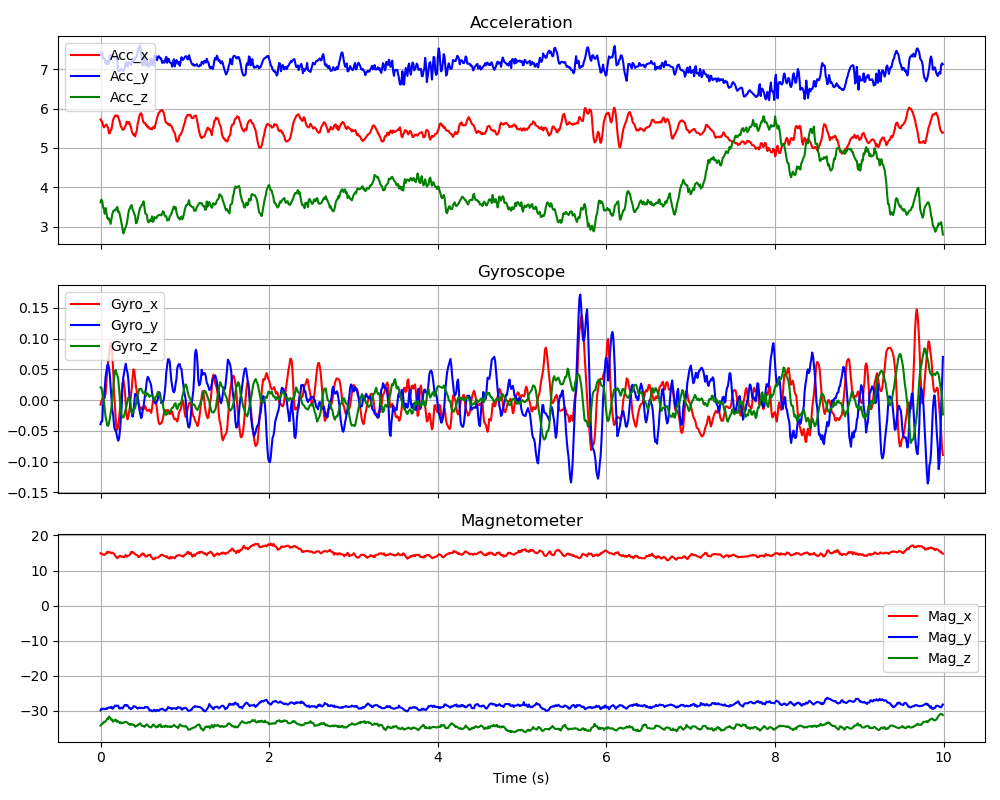 Acceleration
Acc_x
Acc_y
Acc_z
7
6
5
4
3
Gyroscope
Gyro_x
Gyro_y
Gyro_z
0.15
0.10
0.05
0.00
−0.05
−0.10
−0.15
Magnetometer
20
10
0
−10
−20
−30
Mag_x
Mag_y
Mag_z
0 2 4 6 8 10
Time (s)